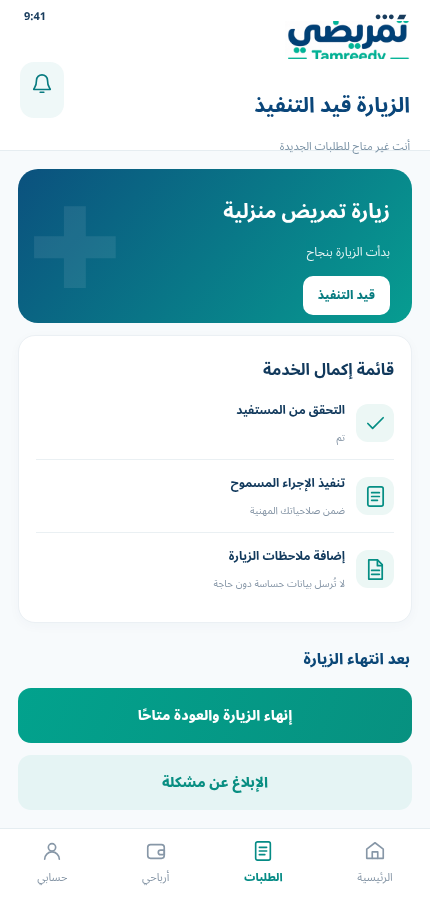 9:41
تمريضي
Tamreedy
الزيارة قيد التنفيذ
أنت غير متاح للطلبات الجديدة
زيارة تمريض منزلية
بدأت الزيارة بنجاح
قيد التنفيذ
قائمة إكمال الخدمة
التحقق من المستفيد
تم
تنفيذ الإجراء المسموح
ضمن صلاحياتك المهنية
إضافة ملاحظات الزيارة
لا تُرسل بيانات حساسة دون حاجة
بعد انتهاء الزيارة
إنهاء الزيارة والعودة متاحًا
الإبلاغ عن مشكلة
الرئيسية
الطلبات
أرباحي
حسابي